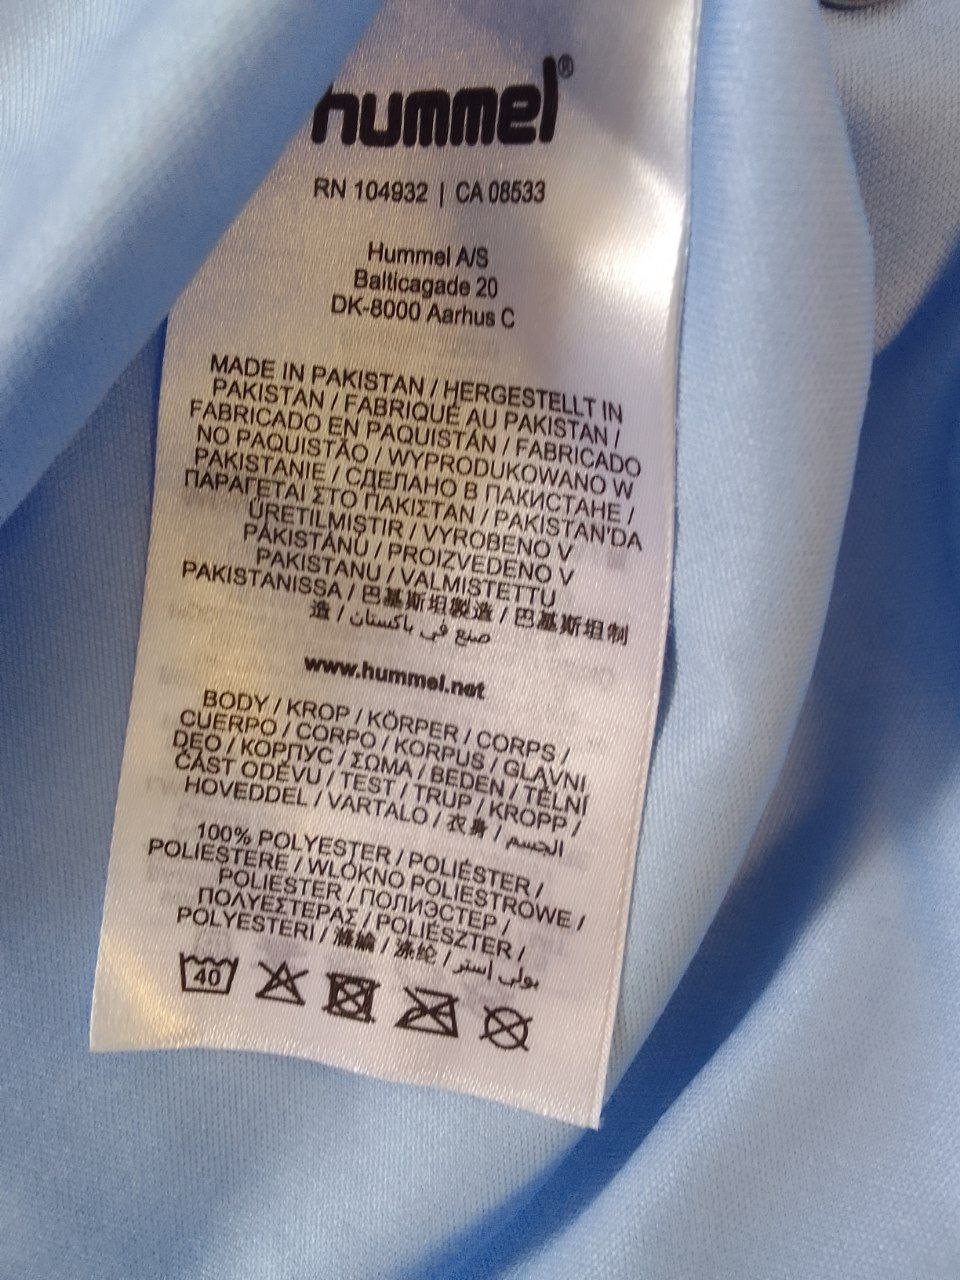 hummel®
RN 104932 | CA 08533
Hummel A/S
Balticagade 20
DK-8000 Aarhus C
MADE IN PAKISTAN / HERGESTELLT IN
PAKISTAN / FABRIQUÉ AU PAKISTAN /
FABRICADO EN PAQUISTÁN / FABRICADO
NO PAQUISTÃO / WYPRODUKOWANO W
PAKISTANIE / СДЕЛАНО В ПАКИСТАНЕ /
ΠΑΡΑΓΕΤΑΙ ΣΤΟ ΠΑΚΙΣΤΑΝ / PAKISTAN'DA
ÜRETILMIŞTIR / VYROBENO V
PÁKISTÁNU / PROIZVEDENO V
PAKISTANU / VALMISTETTU
PAKISTANISSA / 巴基斯坦製造 / 巴基斯坦制
造 / صنع في باكستان
www.hummel.net
BODY / KROP / KÖRPER / CORPS /
CUERPO / CORPO / KORPUS / GLAVNI
DEO / КОРПУС / ΣΩΜΑ / BEDEN / TĚLNÍ
ČÁST ODĚVU / TEST / TRUP / KROPP /
HOVEDDEL / VARTALO / 衣身 / الجسم
100% POLYESTER / POLIÉSTER /
POLIESTERE / WLÓKNO POLIESTROWE /
POLIESTER / ПОЛИЭСТЕР /
ΠΟΛΥΕΣΤΕΡΑΣ / POLIÉSZTER /
POLYESTERI / 滌綸 / 涤纶 / بولي إستر
40